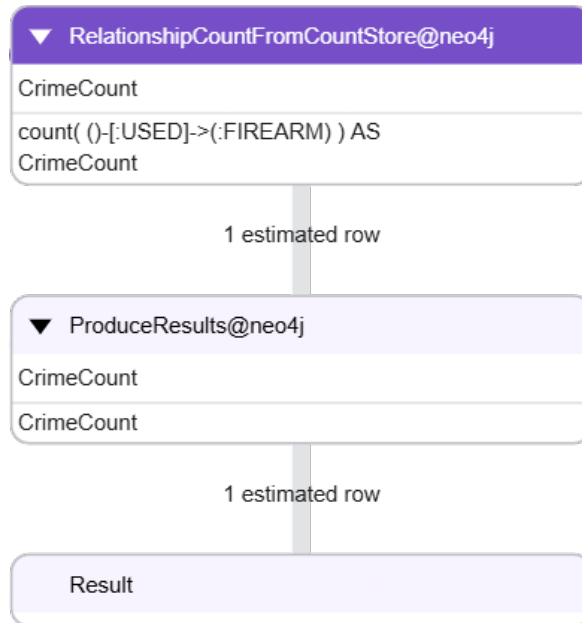 RelationshipCountFromCountStore@neo4j
CrimeCount
count( ()-[:USED]->(:FIREARM) ) AS
CrimeCount
1 estimated row
ProduceResults@neo4j
CrimeCount
CrimeCount
1 estimated row
Result